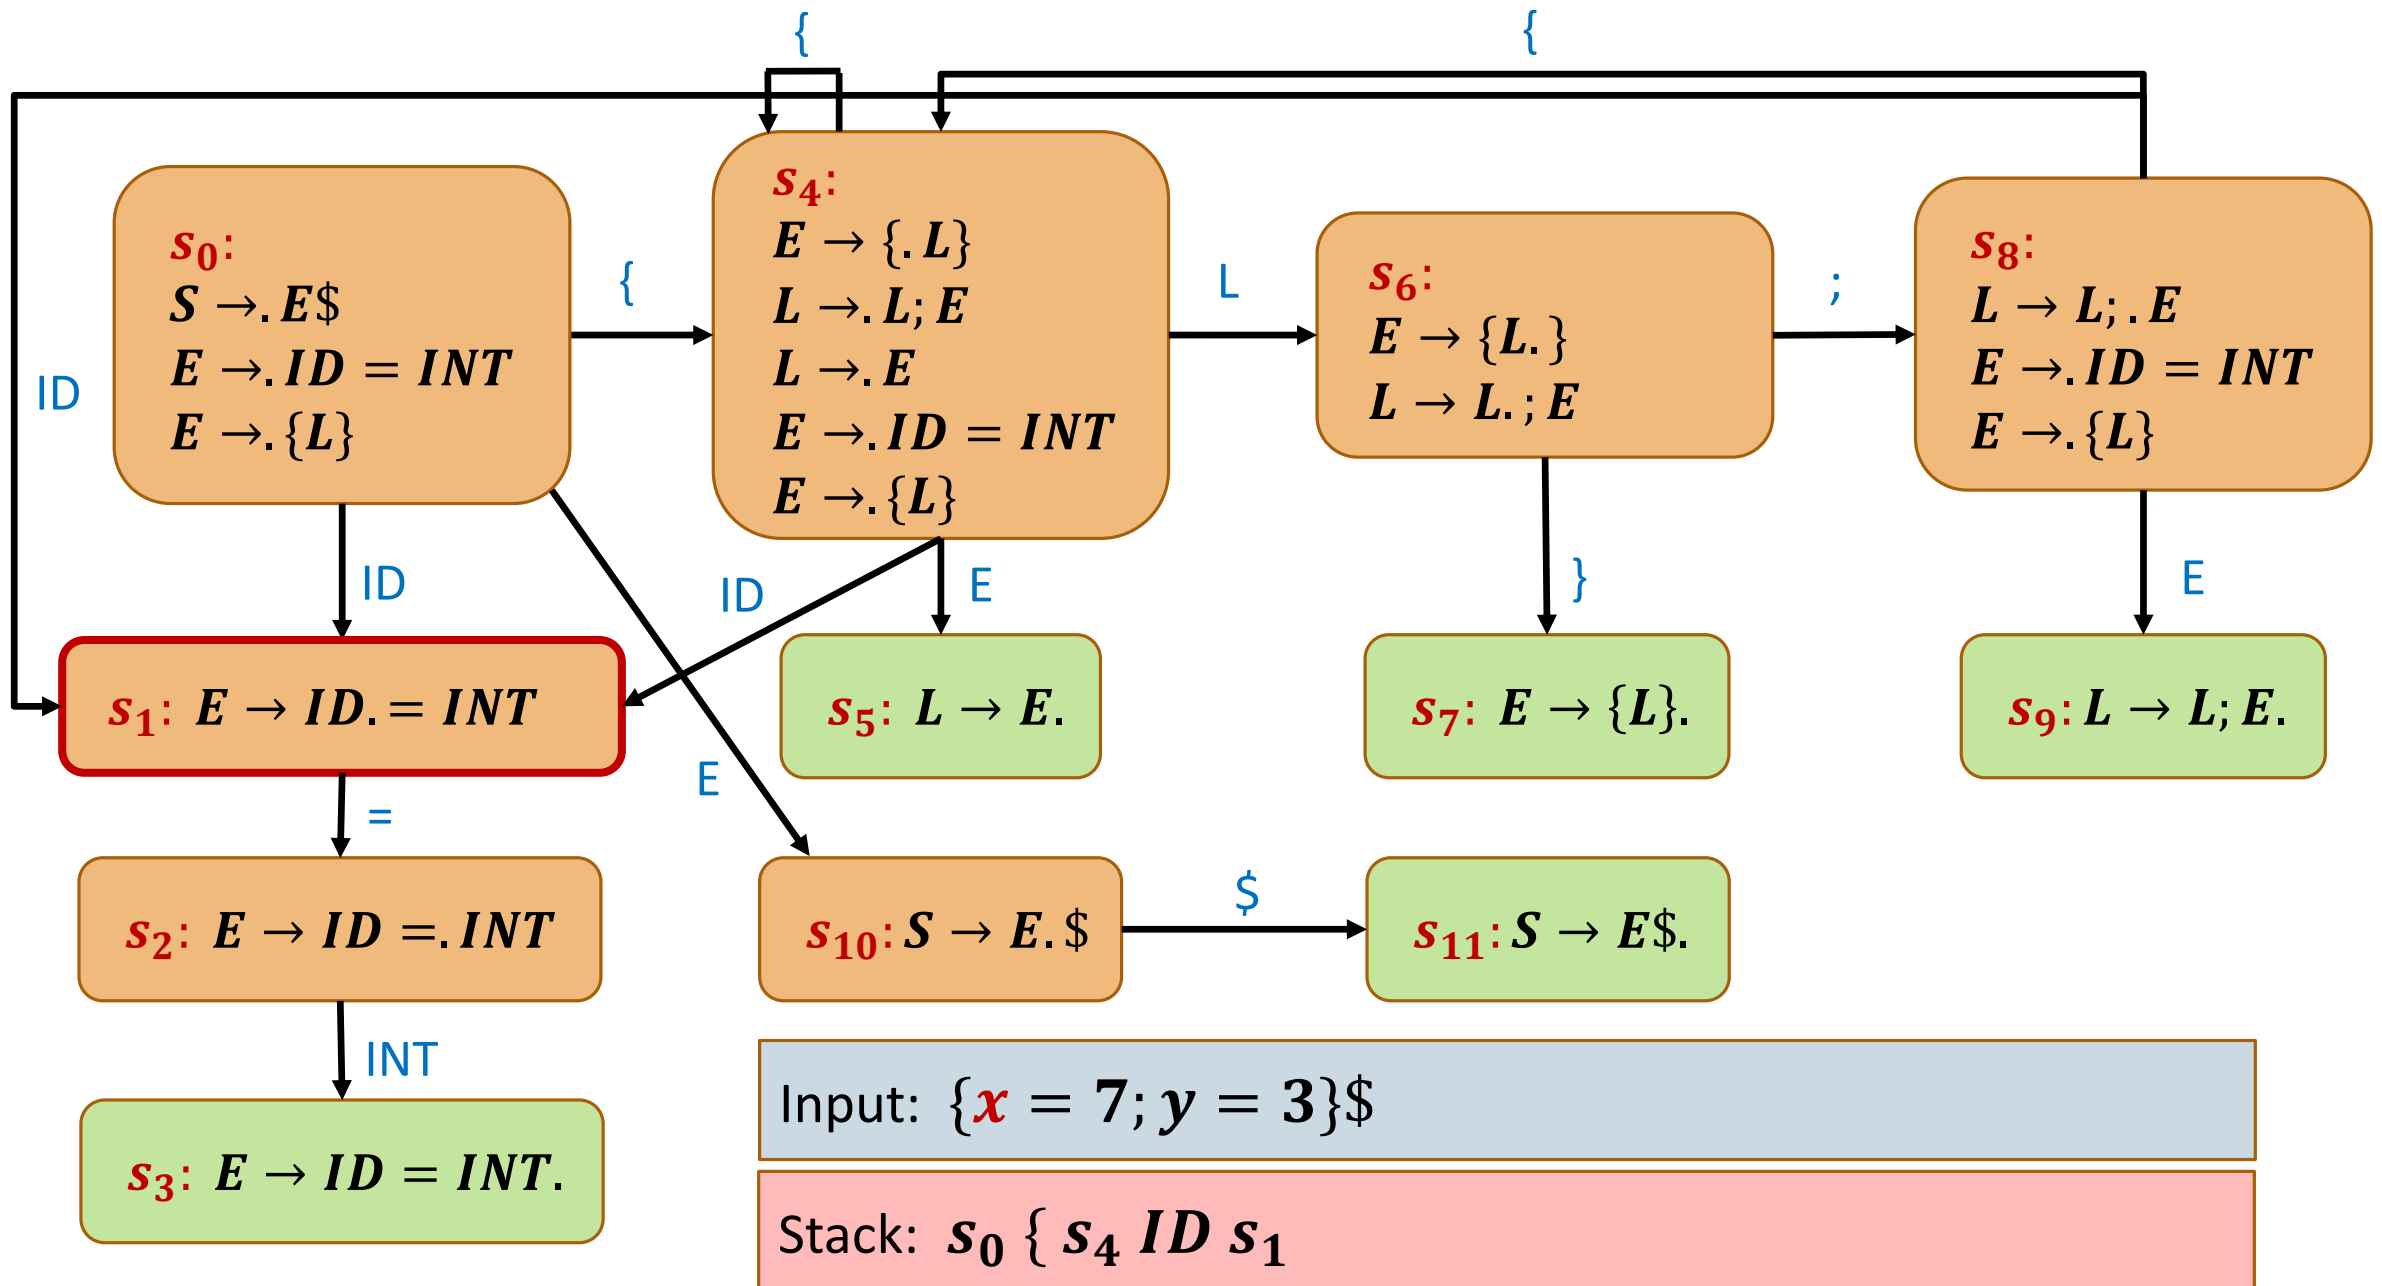 {
{
s₀:
S →. E$
E →. ID = INT
E →. {L}
{
s₄:
E → {. L}
L →. L; E
L →. E
E →. ID = INT
E →. {L}
L
s₆:
E → {L. }
L → L. ; E
;
s₈:
L → L; . E
E →. ID = INT
E →. {L}
ID
ID
ID
E
}
E
s₁: E → ID. = INT
s₅: L → E.
s₇: E → {L}.
s₉: L → L; E.
=
E
s₂: E → ID =. INT
s₁₀: S → E. $
$
s₁₁: S → E$.
INT
s₃: E → ID = INT.
Input: {x = 7; y = 3}$
Stack: s₀ { s₄ ID s₁